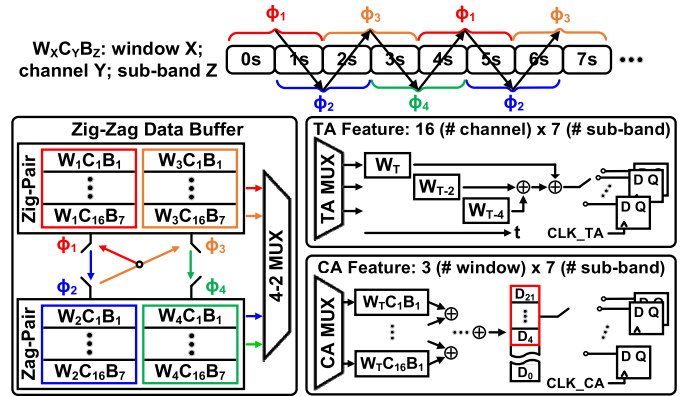 Φ1 Φ3 Φ1 Φ3
WXCYBZ: window X;
channel Y; sub-band Z
0s 1s 2s 3s 4s 5s 6s 7s •••
Φ2 Φ4 Φ2
Zig-Zag Data Buffer
Zig-Pair
W1C1B1 W3C1B1
W1C16B7 W3C16B7
Φ1 Φ3
Φ2 Φ4
Zag-Pair
W2C1B1 W4C1B1
W2C16B7 W4C16B7
4-2 MUX
TA Feature: 16 (# channel) x 7 (# sub-band)
TA MUX
WT
WT-2
WT-4
t
D Q
CLK_TA
CA Feature: 3 (# window) x 7 (# sub-band)
CA MUX
WTC1B1
WTC16B1
D21
D4
D0
D Q
CLK_CA